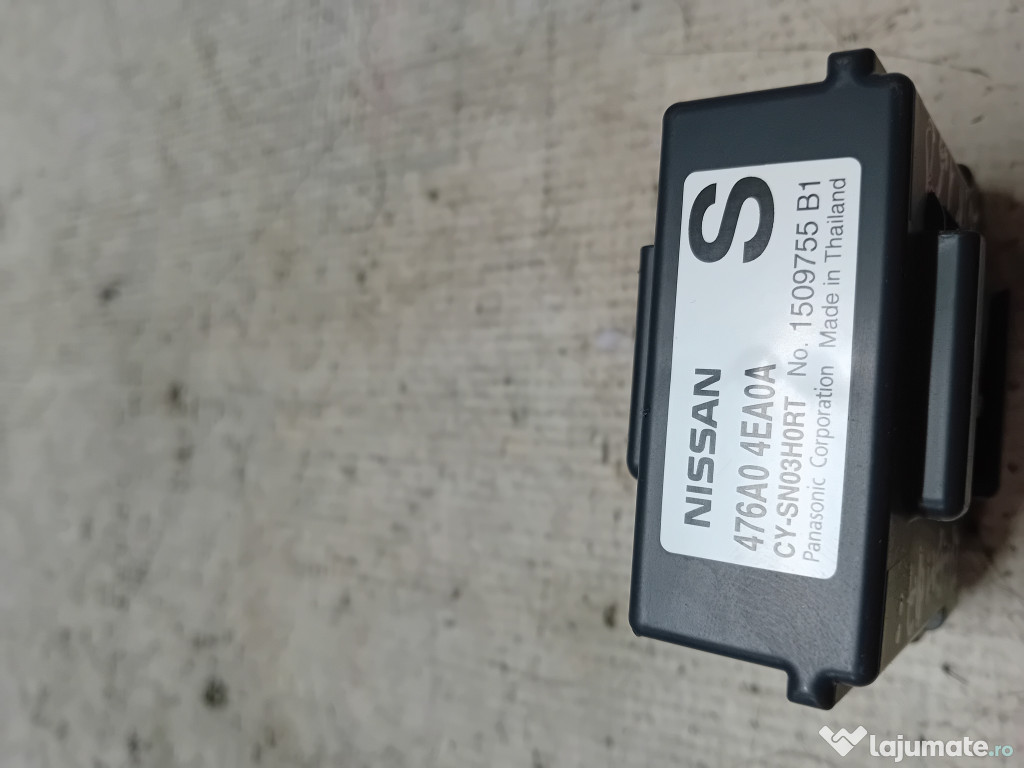 NISSAN S
476A0 4EA0A
CY-SN03H0RT No. 1509755 B1
Panasonic Corporation Made in Thailand
lajumate.ro